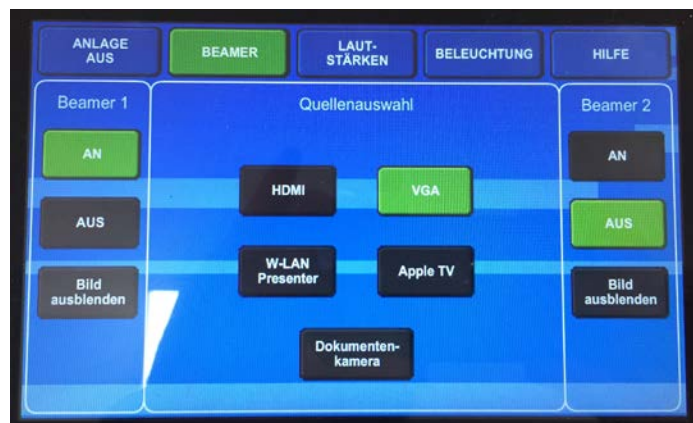 ANLAGE
AUS
BEAMER
LAUT-
STÄRKEN
BELEUCHTUNG
HILFE
Beamer 1
AN
AUS
Bild
ausblenden
Quellenauswahl
HDMI
VGA
W-LAN
Presenter
Apple TV
Dokumenten-
kamera
Beamer 2
AN
AUS
Bild
ausblenden